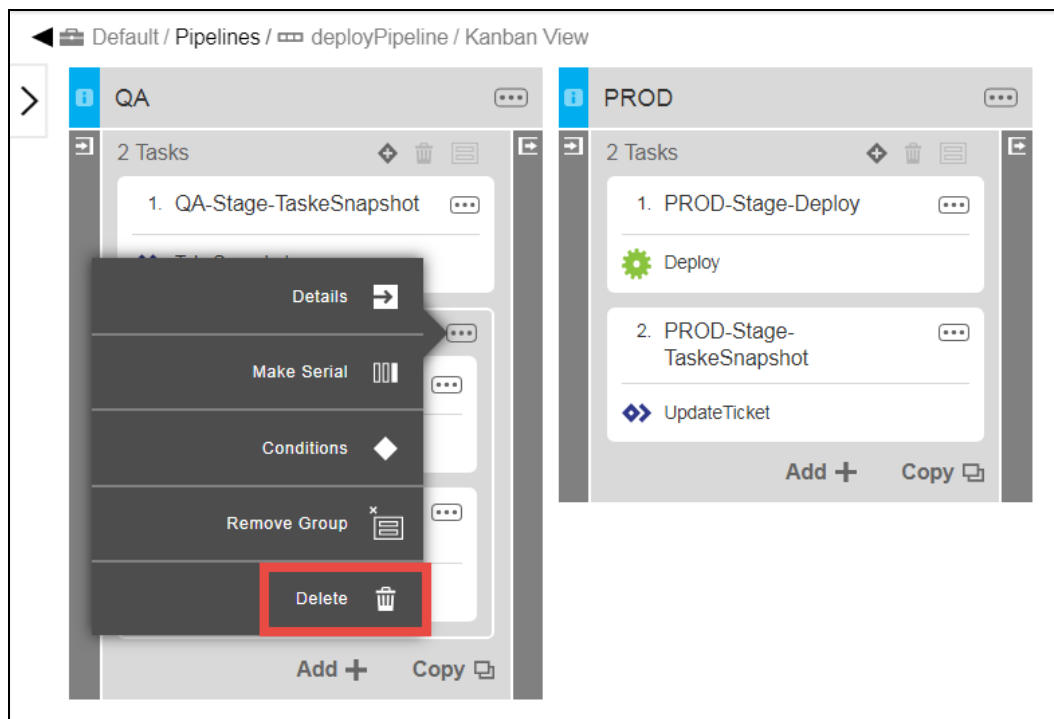 Default / Pipelines / deployPipeline / Kanban View
QA
2 Tasks
1. QA-Stage-TaskeSnapshot
Details
Make Serial
Conditions
Remove Group
Delete
Add
Copy
PROD
2 Tasks
1. PROD-Stage-Deploy
Deploy
2. PROD-Stage-
TaskeSnapshot
UpdateTicket
Add
Copy